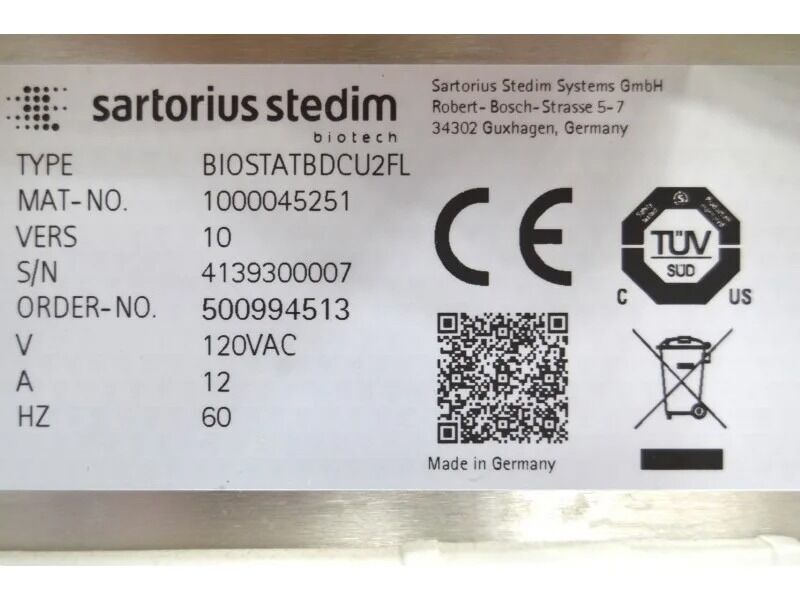 sartorius stedim
biotech
Sartorius Stedim Systems GmbH
Robert-Bosch-Strasse 5-7
34302 Guxhagen, Germany
TYPE BIOSTATBDCU2FL
MAT-NO. 1000045251
VERS 10
S/N 4139300007
ORDER-NO. 500994513
V 120VAC
A 12
HZ 60
CE
TÜV
SÜD
C US
Made in Germany